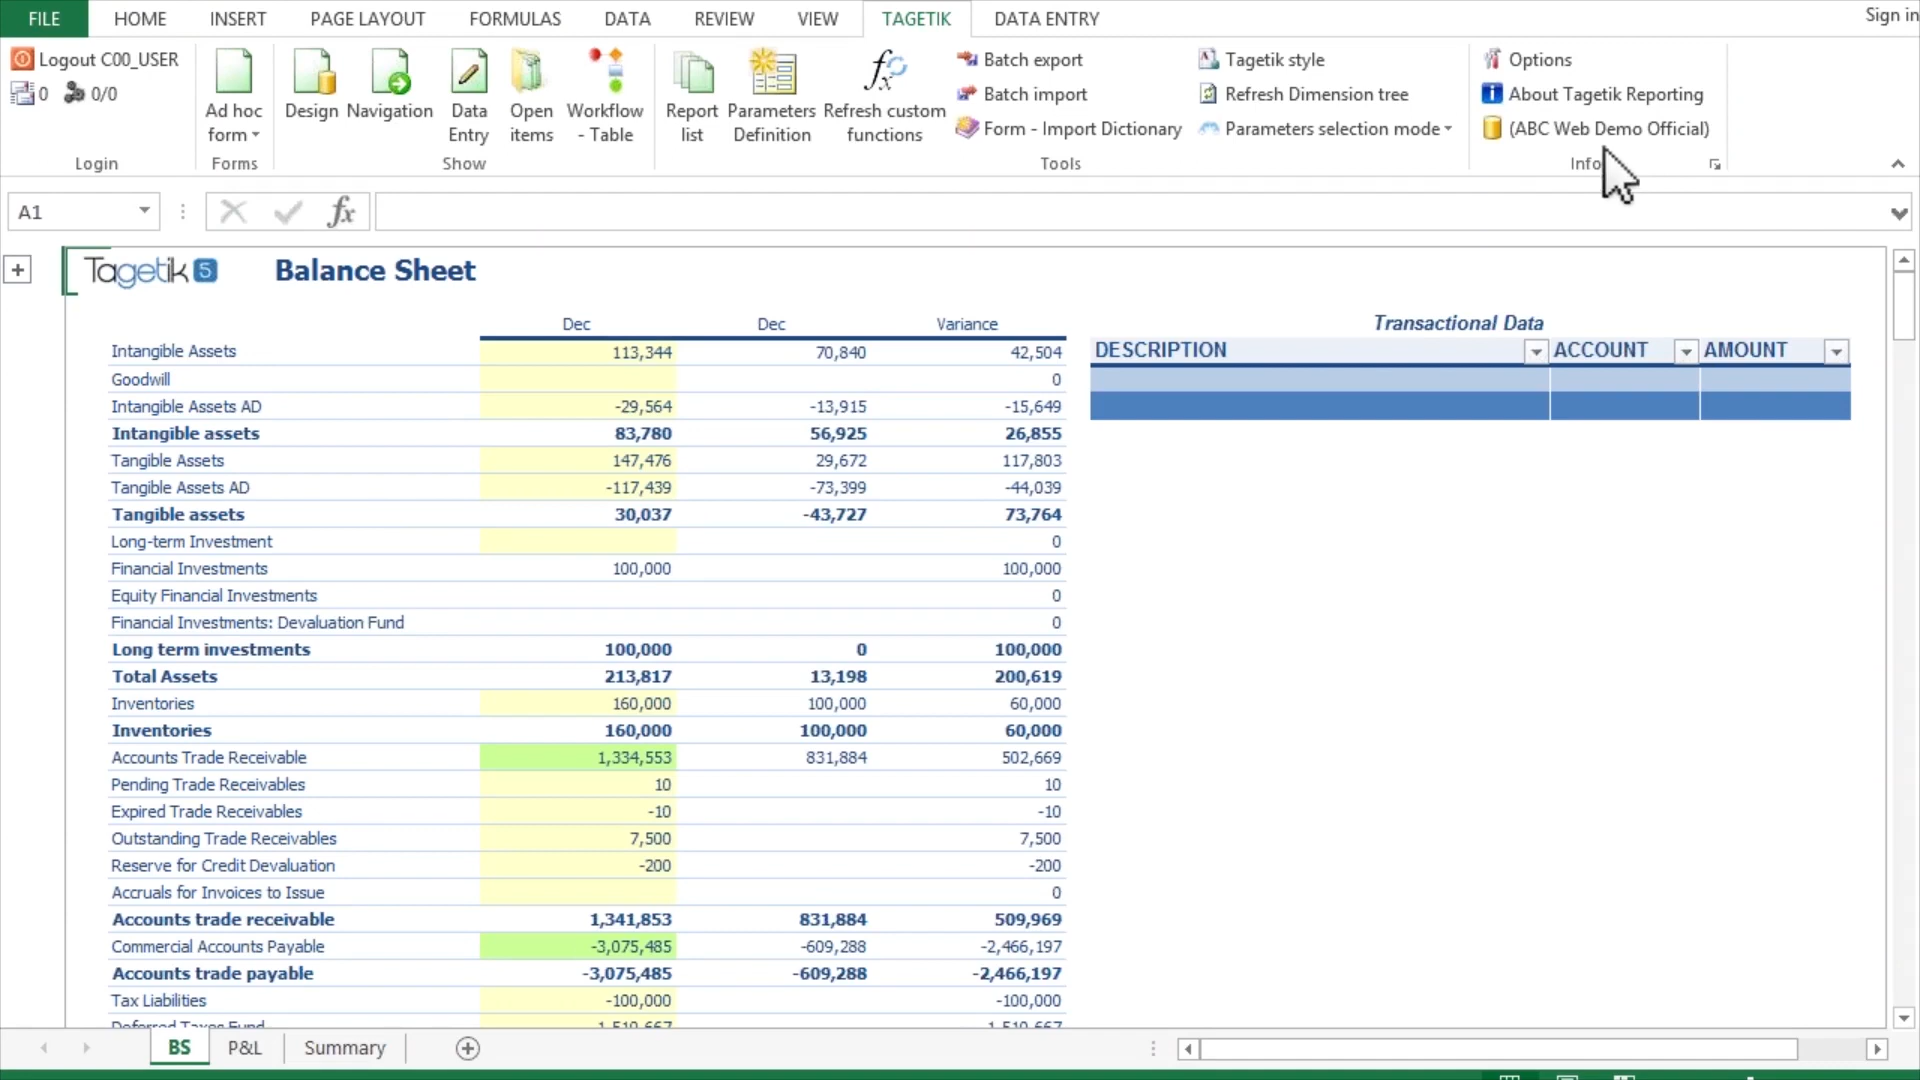 FILE HOME INSERT PAGE LAYOUT FORMULAS DATA REVIEW VIEW TAGETIK DATA ENTRY Sign in
Logout C00_USER
0 0/0
Login
Ad hoc
form
Forms
Design
Navigation
Data
Entry
Open
items
Workflow
- Table
Show
Report
list
Parameters
Definition
Refresh custom
functions
Batch export
Batch import
Form - Import Dictionary
Tagetik style
Refresh Dimension tree
Parameters selection mode
Tools
Options
About Tagetik Reporting
(ABC Web Demo Official)
Info
A1 fx
Tagetik 5 Balance Sheet
Dec Dec Variance
Intangible Assets 113,344 70,840 42,504
Goodwill 0
Intangible Assets AD -29,564 -13,915 -15,649
Intangible assets 83,780 56,925 26,855
Tangible Assets 147,476 29,672 117,803
Tangible Assets AD -117,439 -73,399 -44,039
Tangible assets 30,037 -43,727 73,764
Long-term Investment 0
Financial Investments 100,000 100,000
Equity Financial Investments 0
Financial Investments: Devaluation Fund 0
Long term investments 100,000 0 100,000
Total Assets 213,817 13,198 200,619
Inventories 160,000 100,000 60,000
Inventories 160,000 100,000 60,000
Accounts Trade Receivable 1,334,553 831,884 502,669
Pending Trade Receivables 10 10
Expired Trade Receivables -10 -10
Outstanding Trade Receivables 7,500 7,500
Reserve for Credit Devaluation -200 -200
Accruals for Invoices to Issue 0
Accounts trade receivable 1,341,853 831,884 509,969
Commercial Accounts Payable -3,075,485 -609,288 -2,466,197
Accounts trade payable -3,075,485 -609,288 -2,466,197
Tax Liabilities -100,000 -100,000
Deferred Taxes Fund 1,519,667 1,519,667
Transactional Data
DESCRIPTION ACCOUNT AMOUNT
BS P&L Summary